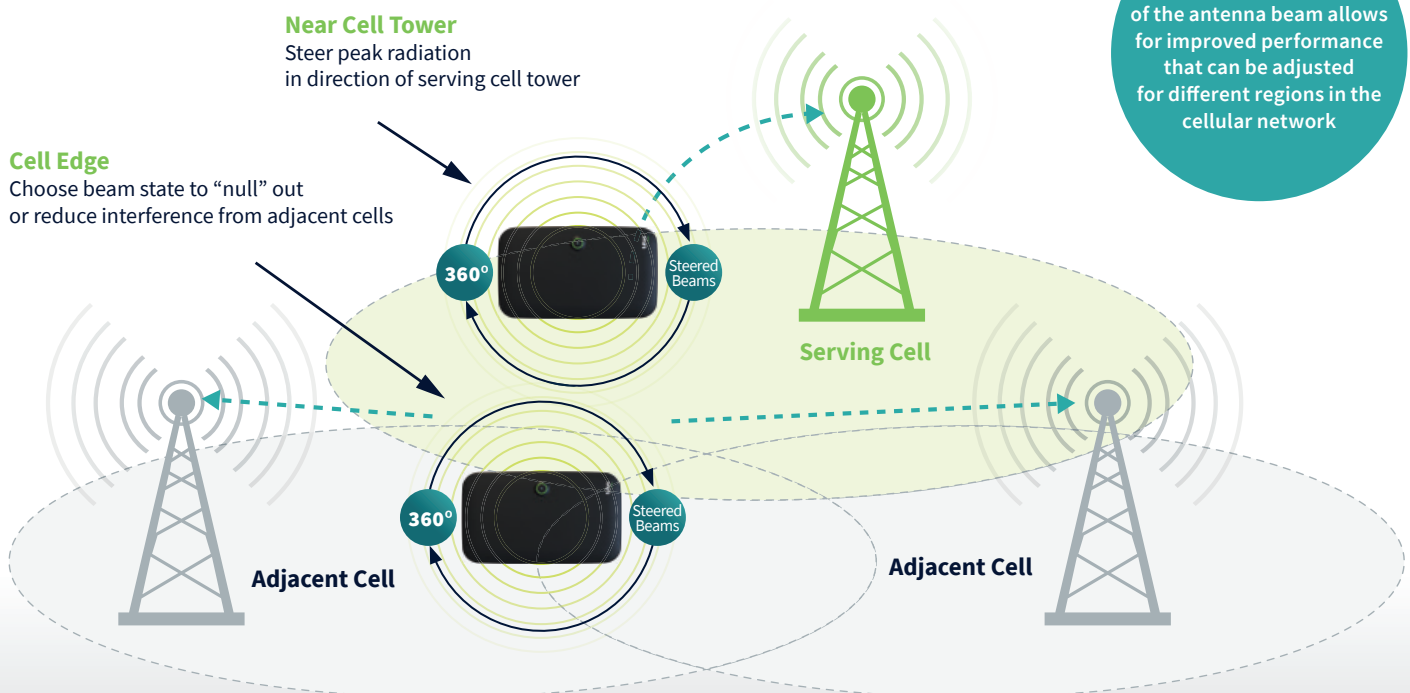 Near Cell Tower
Steer peak radiation
in direction of serving cell tower
of the antenna beam allows
for improved performance
that can be adjusted
for different regions in the
cellular network
Cell Edge
Choose beam state to “null” out
or reduce interference from adjacent cells
360⁰
Steered
Beams
Serving Cell
360⁰
Steered
Beams
Adjacent Cell
Adjacent Cell